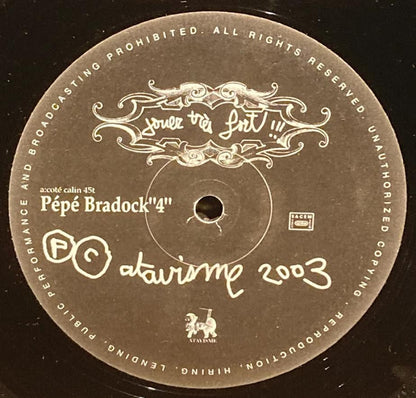 PUBLIC PERFORMANCE AND BROADCASTING PROHIBITED. ALL RIGHTS RESERVED. UNAUTHORIZED COPYING · REPRODUCTION, HIRING, LENDING,
jouez très fort !!!
a:coté calin 45t
Pépé Bradock"4"
SACEM
P C atavisme 2003
ATAVISME